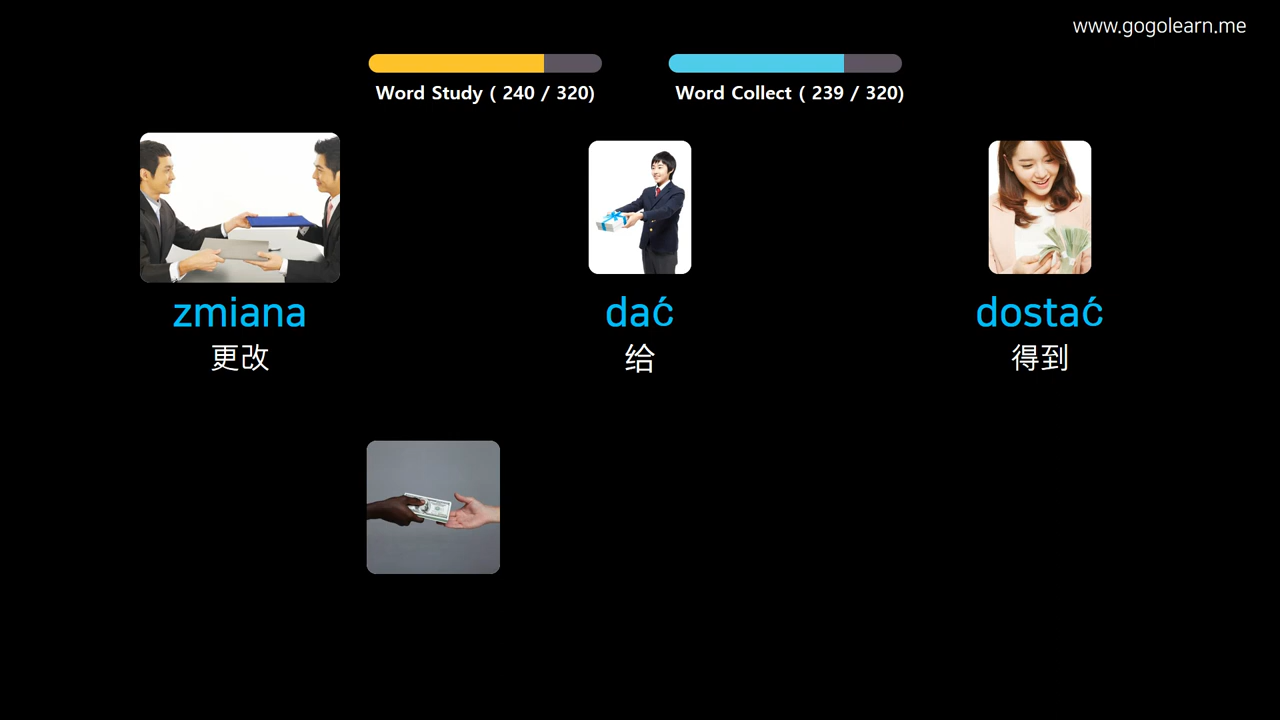 www.gogolearn.me
Word Study ( 240 / 320)
Word Collect ( 239 / 320)
zmiana
更改
dać
给
dostać
得到